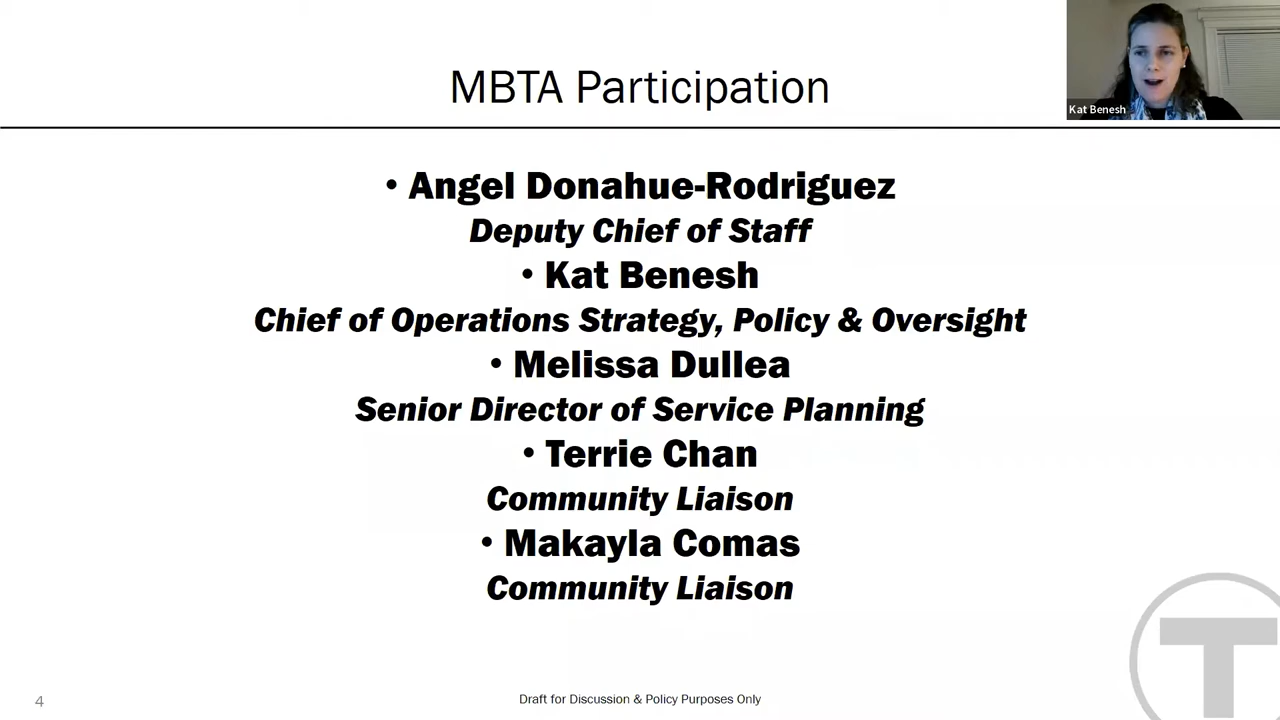 MBTA Participation
Kat Benesh
• Angel Donahue-Rodriguez
Deputy Chief of Staff
• Kat Benesh
Chief of Operations Strategy, Policy & Oversight
• Melissa Dullea
Senior Director of Service Planning
• Terrie Chan
Community Liaison
• Makayla Comas
Community Liaison
4
Draft for Discussion & Policy Purposes Only
T